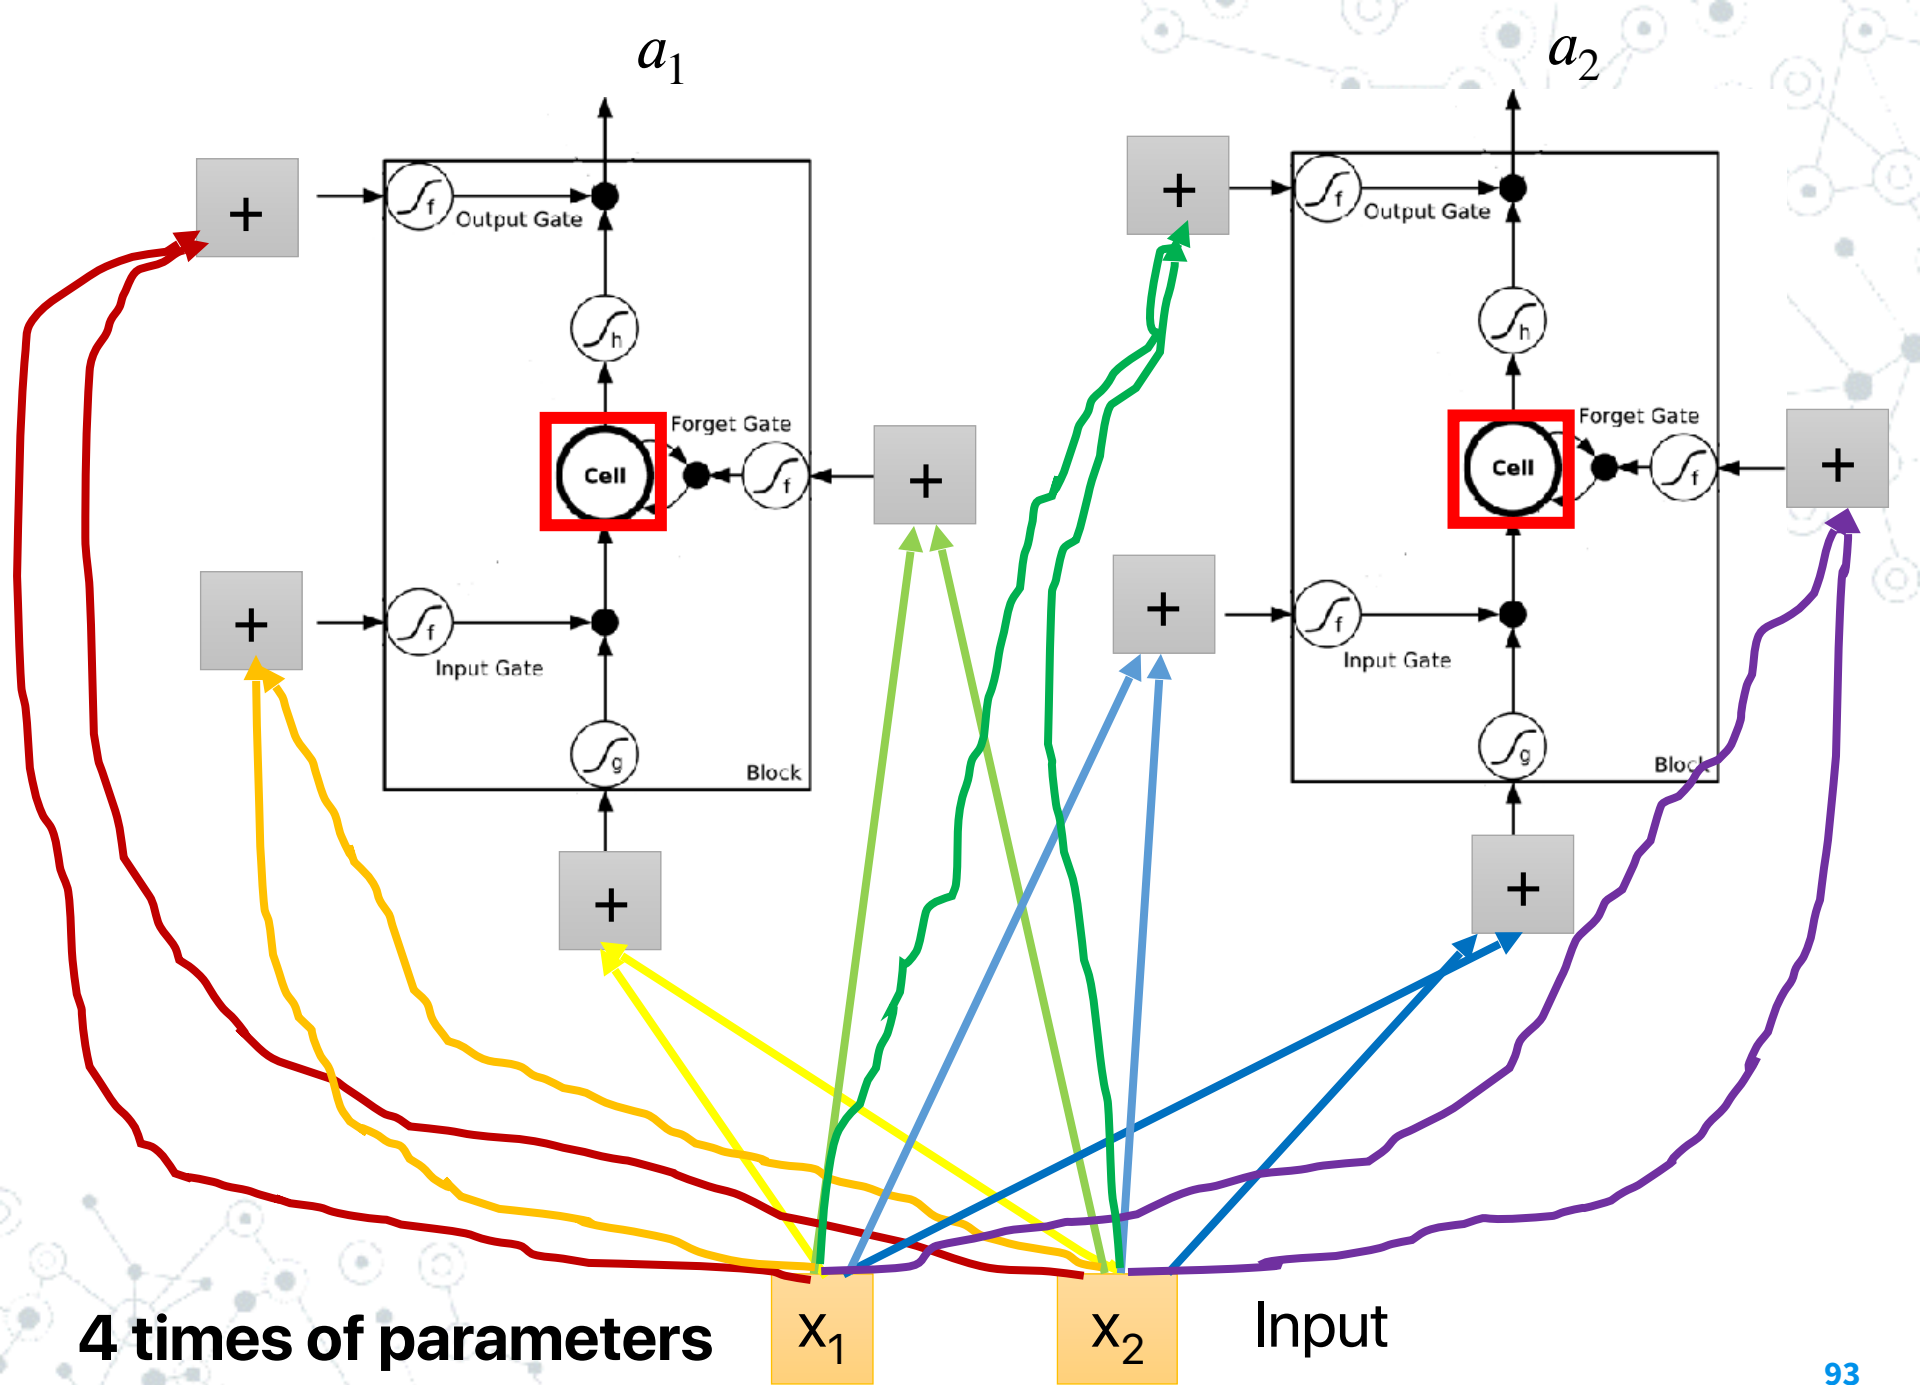 a₁
a₂
+
f
Output Gate
+
f
Output Gate
h
h
Forget Gate
Cell
f
+
Forget Gate
Cell
f
+
+
f
Input Gate
+
f
Input Gate
g
Block
g
Block
+
+
4 times of parameters
x₁
x₂
Input
93